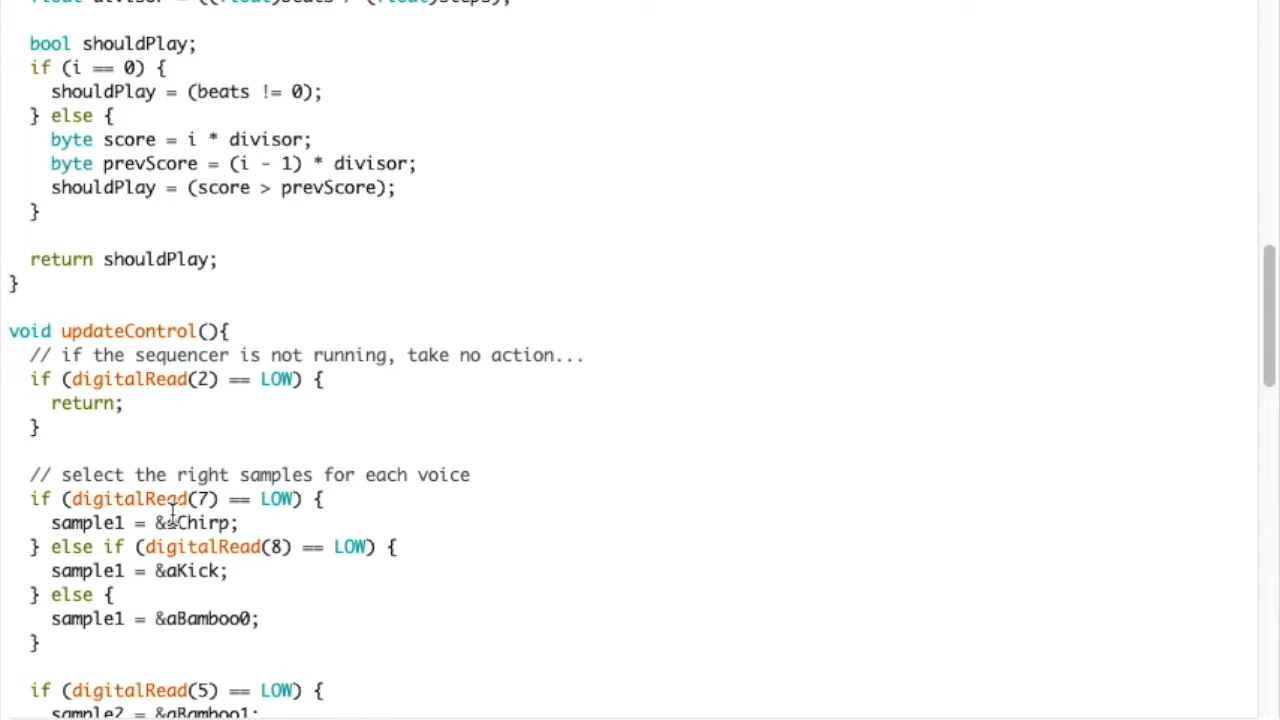 bool shouldPlay;
if (i == 0) {
shouldPlay = (beats != 0);
} else {
byte score = i * divisor;
byte prevScore = (i - 1) * divisor;
shouldPlay = (score > prevScore);
}
return shouldPlay;
}
void updateControl(){
// if the sequencer is not running, take no action...
if (digitalRead(2) == LOW) {
return;
}
// select the right samples for each voice
if (digitalRead(7) == LOW) {
sample1 = &aChirp;
} else if (digitalRead(8) == LOW) {
sample1 = &aKick;
} else {
sample1 = &aBamboo0;
}
if (digitalRead(5) == LOW) {
sample2 = &aBamboo1;